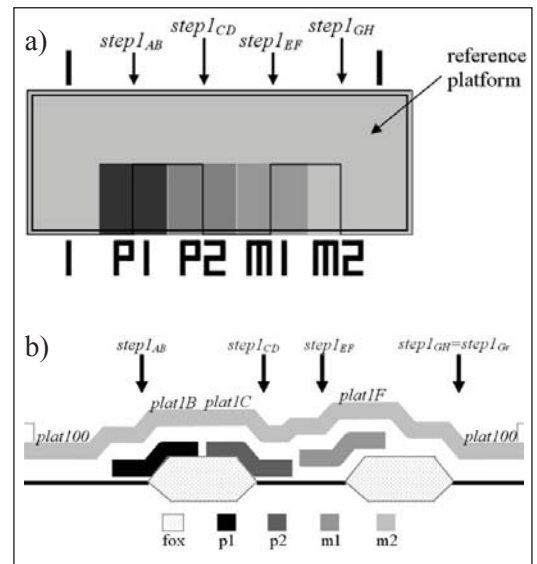 a)
step1AB
step1CD
step1EF
step1GH
reference
platform
1
P1
P2
M1
M2
b)
step1AB
step1CD
step1EF
step1GH=step1Gr
plat1B
plat1C
plat1F
plat100
plat100
fox
p1
p2
m1
m2